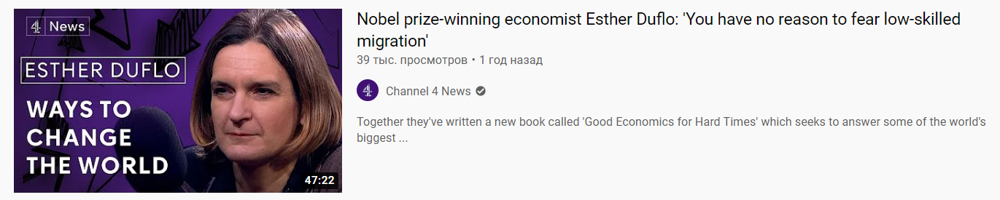 4 News
ESTHER DUFLO
WAYS TO
CHANGE
THE WORLD
47:22
Nobel prize-winning economist Esther Duflo: 'You have no reason to fear low-skilled
migration'
39 тыс. просмотров • 1 год назад
4
Channel 4 News
Together they've written a new book called 'Good Economics for Hard Times' which seeks to answer some of the world's
biggest ...